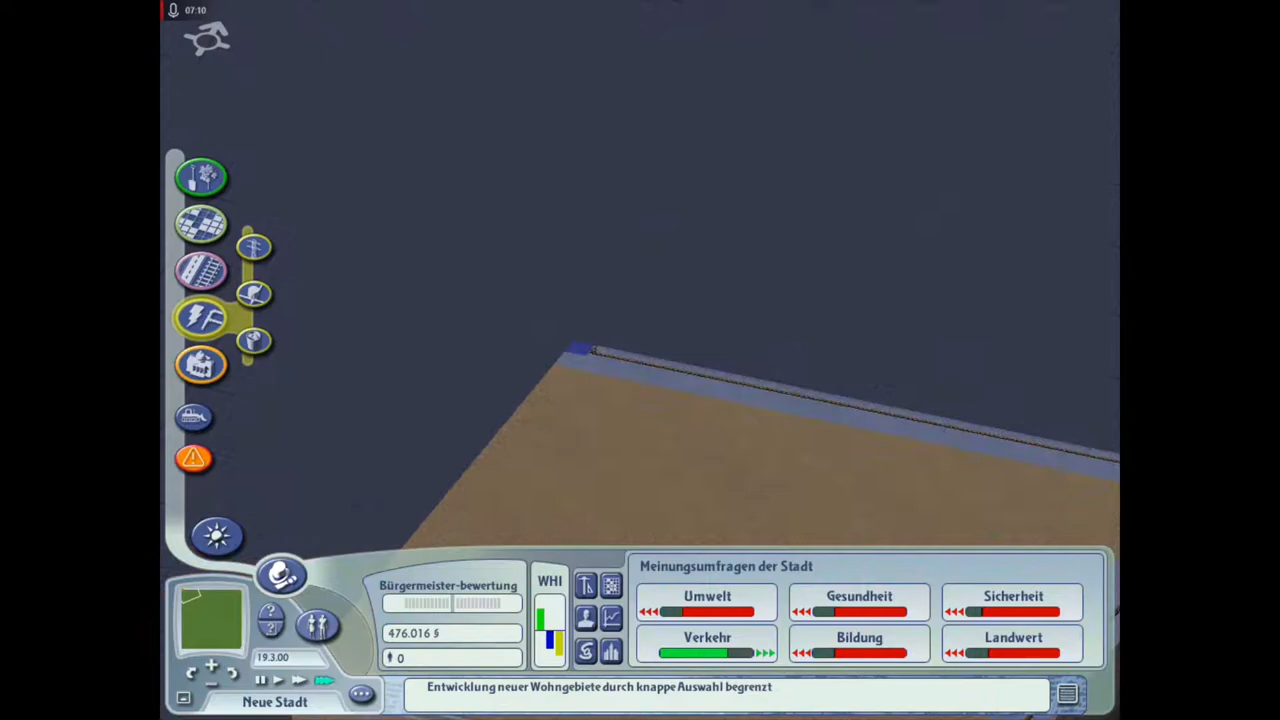 07:10
Bürgermeister-bewertung
476.016 §
0
WHI
Meinungsumfragen der Stadt
Umwelt
Gesundheit
Sicherheit
Verkehr
Bildung
Landwert
19.3.00
Neue Stadt
Entwicklung neuer Wohngebiete durch knappe Auswahl begrenzt